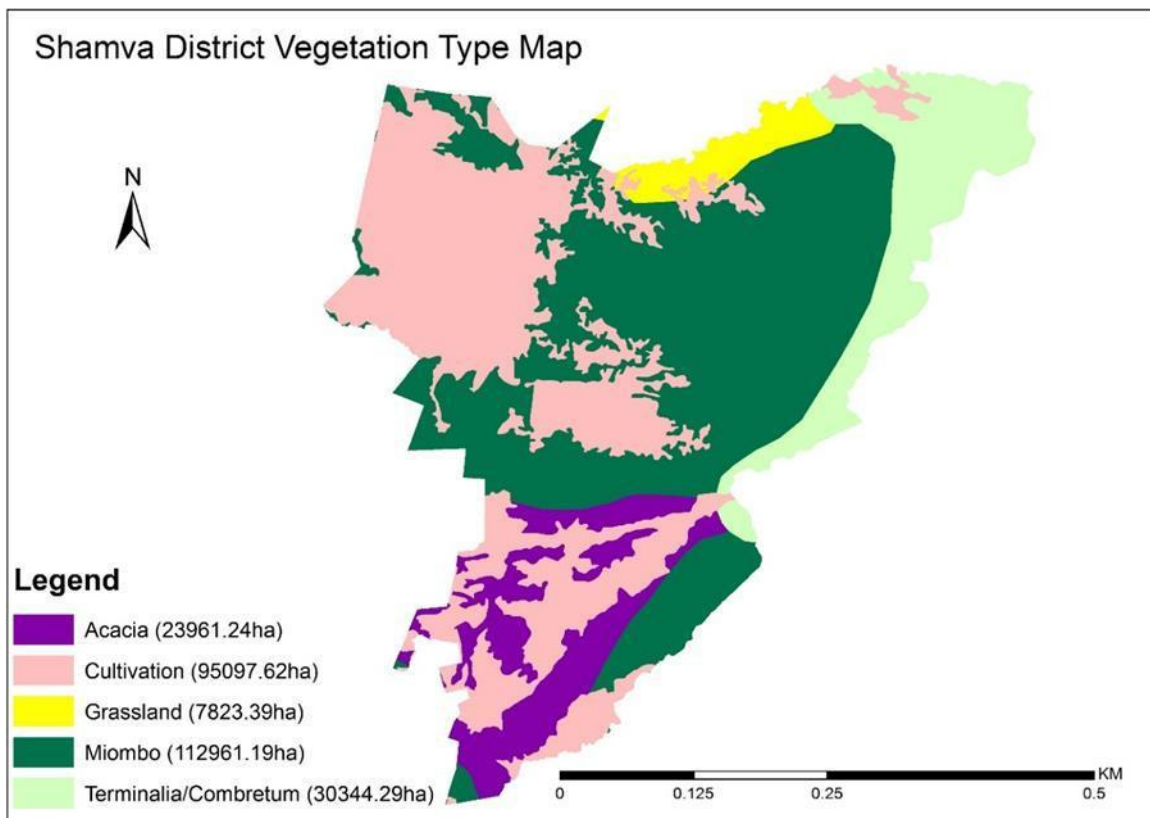 Shamva District Vegetation Type Map
N
Legend
Acacia (23961.24ha)
Cultivation (95097.62ha)
Grassland (7823.39ha)
Miombo (112961.19ha)
Terminalia/Combretum (30344.29ha)
KM
0 0.125 0.25 0.5